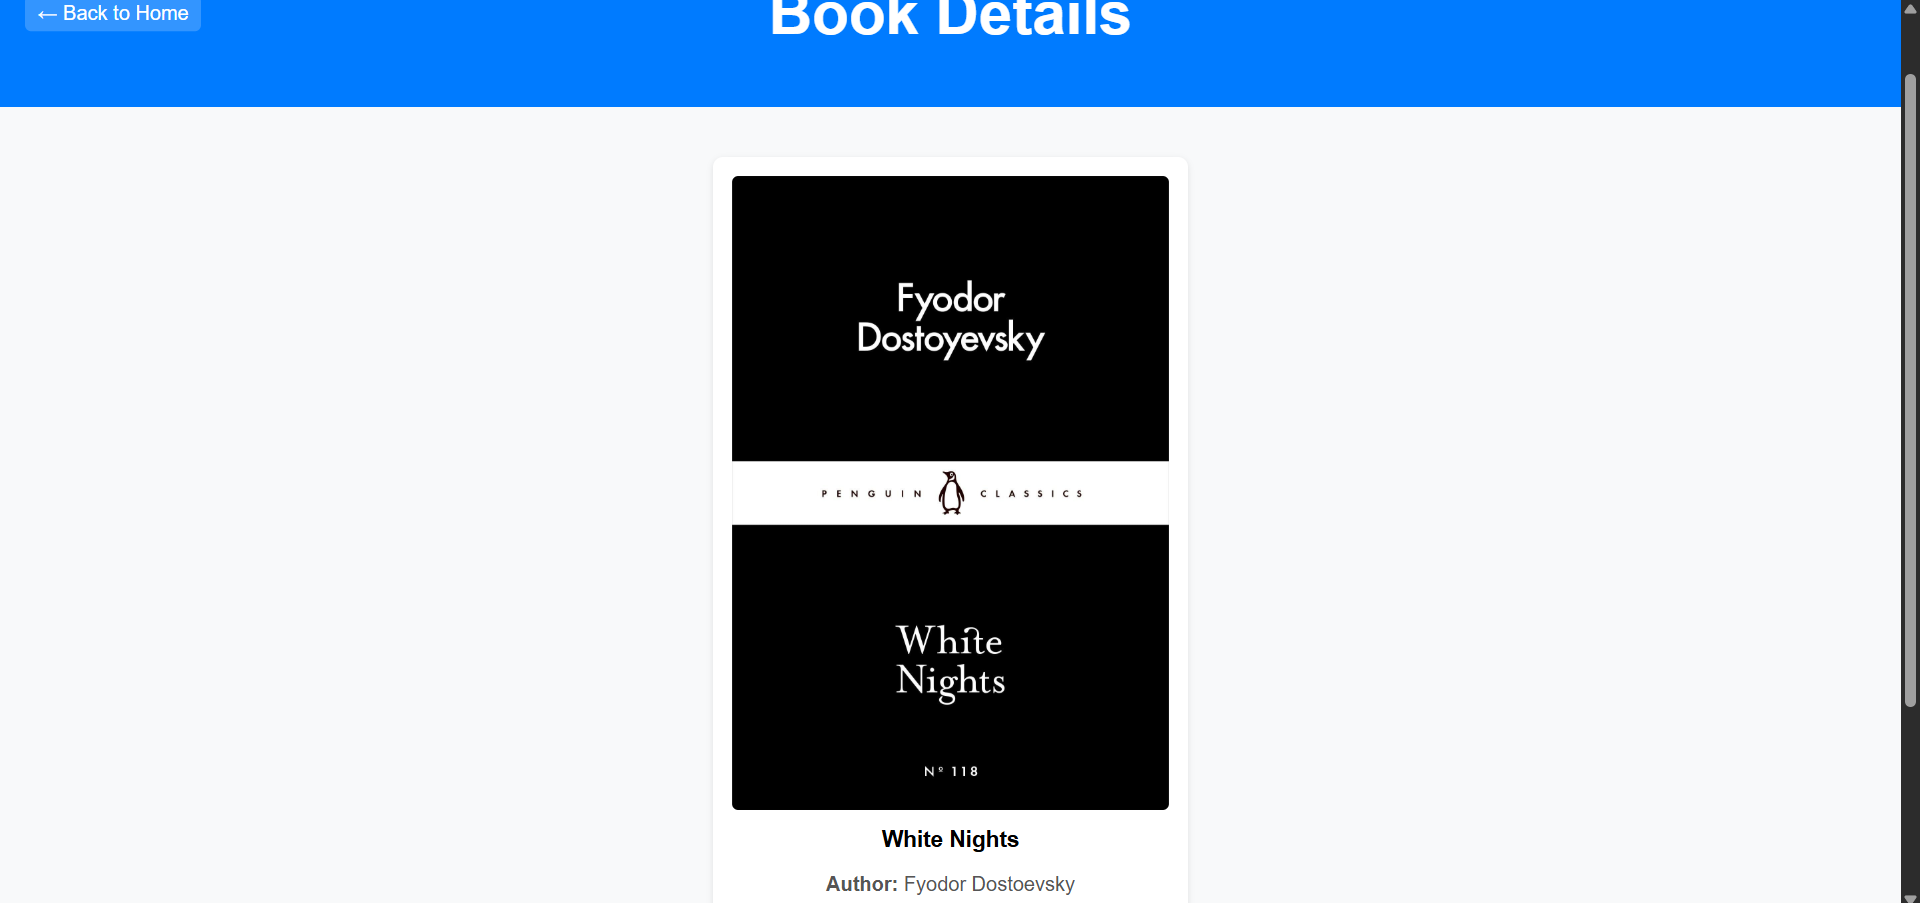 ← Back to Home
Book Details
Fyodor
Dostoyevsky
PENGUIN CLASSICS
White
Nights
Nº 118
White Nights
Author: Fyodor Dostoevsky